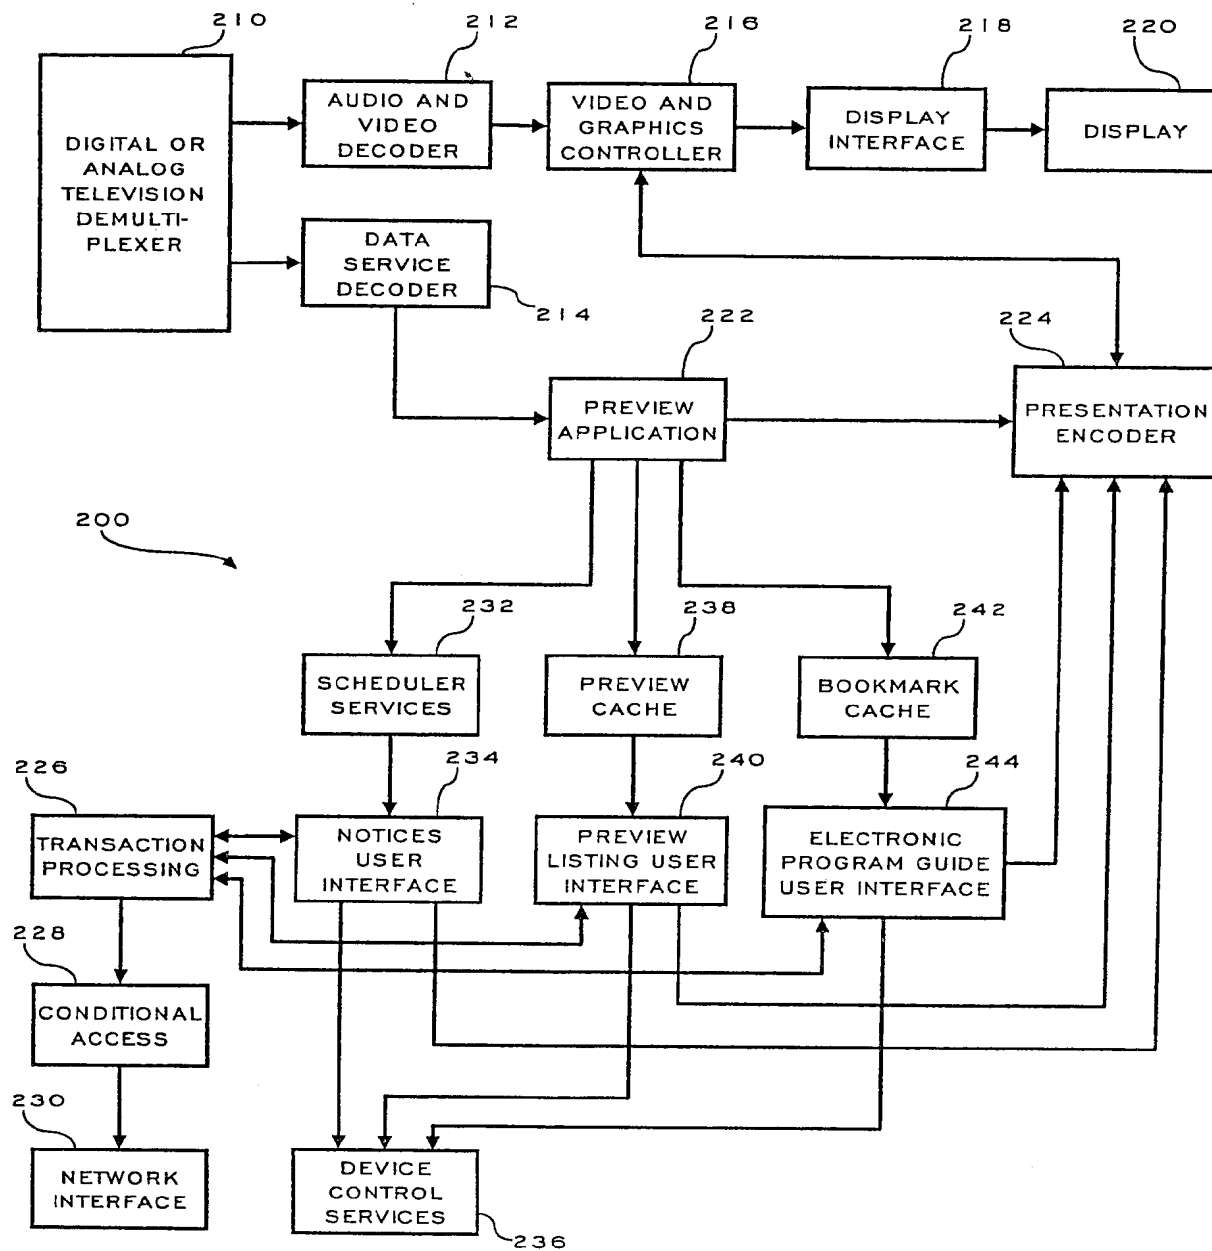 210
212
216
218
220
DIGITAL OR
ANALOG
TELEVISION
DEMULTI-
PLEXER
AUDIO AND
VIDEO
DECODER
VIDEO AND
GRAPHICS
CONTROLLER
DISPLAY
INTERFACE
DISPLAY
DATA
SERVICE
DECODER
214
222
224
PREVIEW
APPLICATION
PRESENTATION
ENCODER
200
232
238
242
SCHEDULER
SERVICES
PREVIEW
CACHE
BOOKMARK
CACHE
226
234
240
244
TRANSACTION
PROCESSING
NOTICES
USER
INTERFACE
PREVIEW
LISTING USER
INTERFACE
ELECTRONIC
PROGRAM GUIDE
USER INTERFACE
228
CONDITIONAL
ACCESS
230
NETWORK
INTERFACE
DEVICE
CONTROL
SERVICES
236